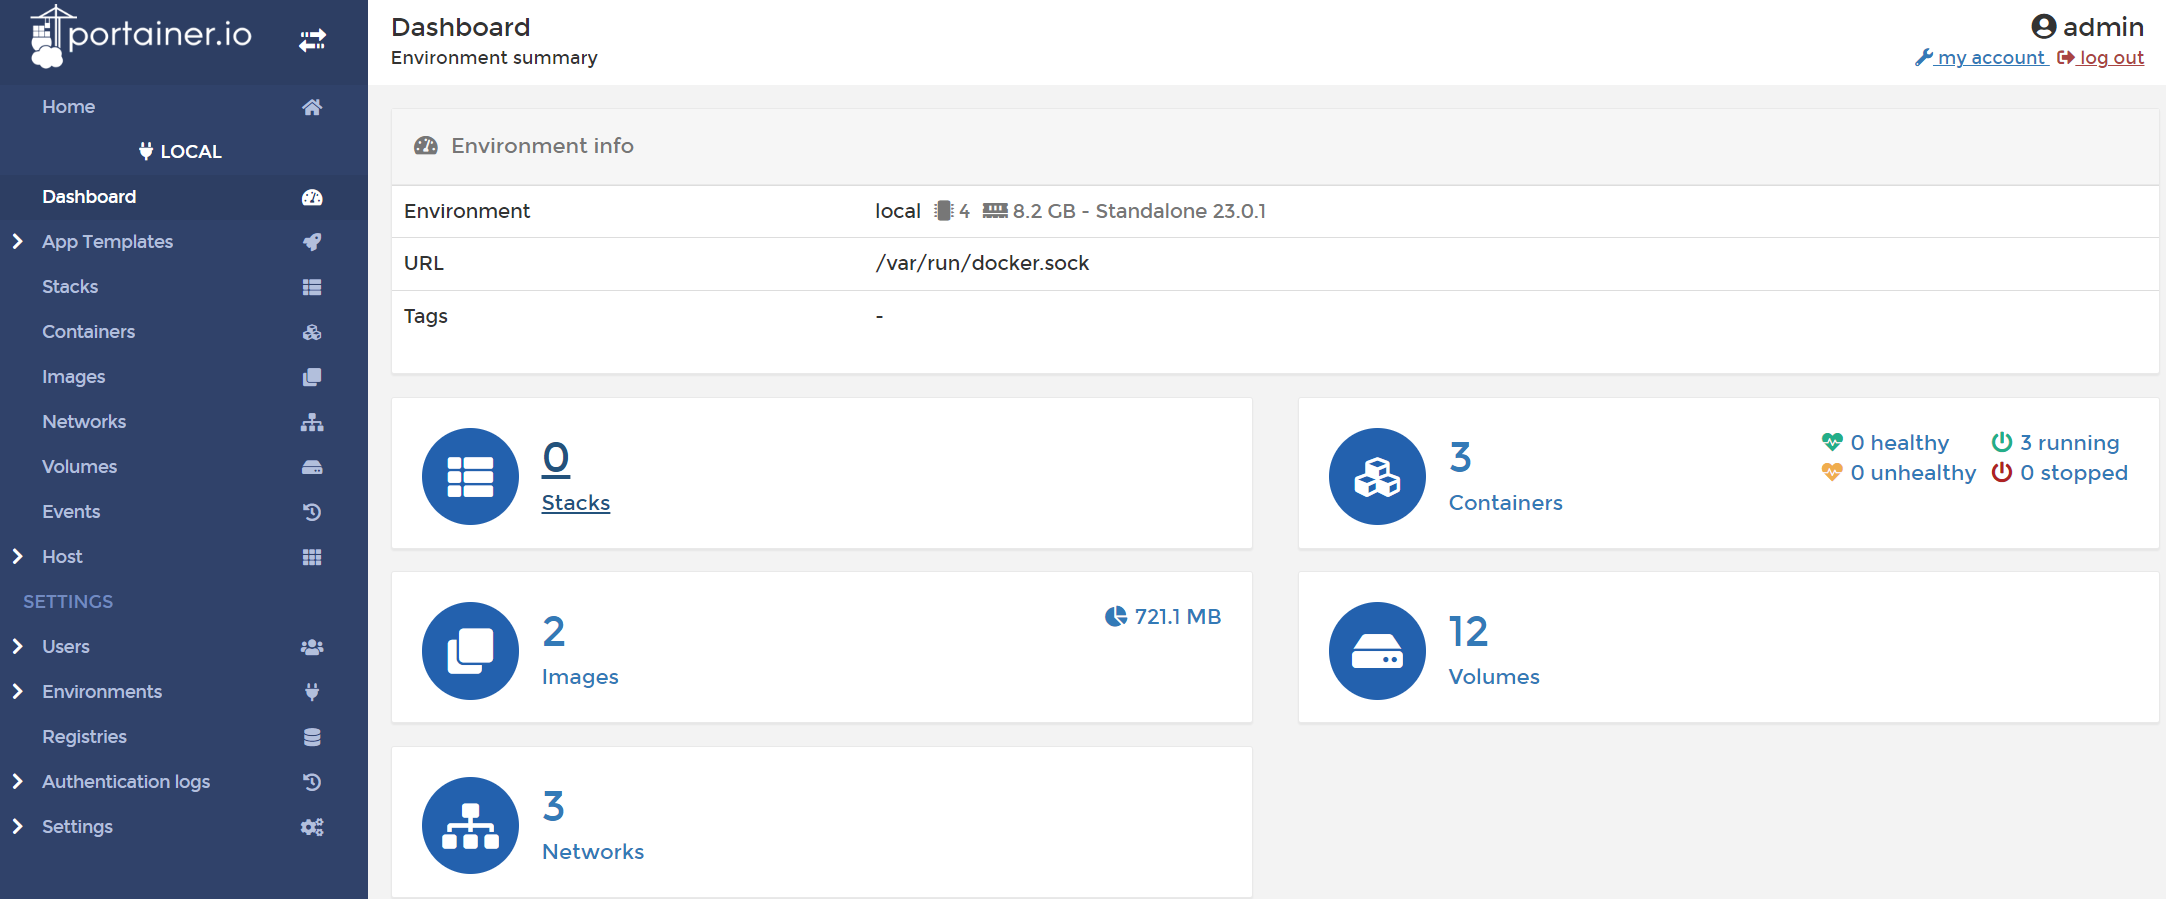 portainer.io
Home
LOCAL
Dashboard
App Templates
Stacks
Containers
Images
Networks
Volumes
Events
Host
SETTINGS
Users
Environments
Registries
Authentication logs
Settings
Dashboard
Environment summary
admin
my account log out
Environment info
Environment local 4 8.2 GB - Standalone 23.0.1
URL /var/run/docker.sock
Tags -
0
Stacks
3
Containers
0 healthy 3 running
0 unhealthy 0 stopped
2
Images
721.1 MB
12
Volumes
3
Networks